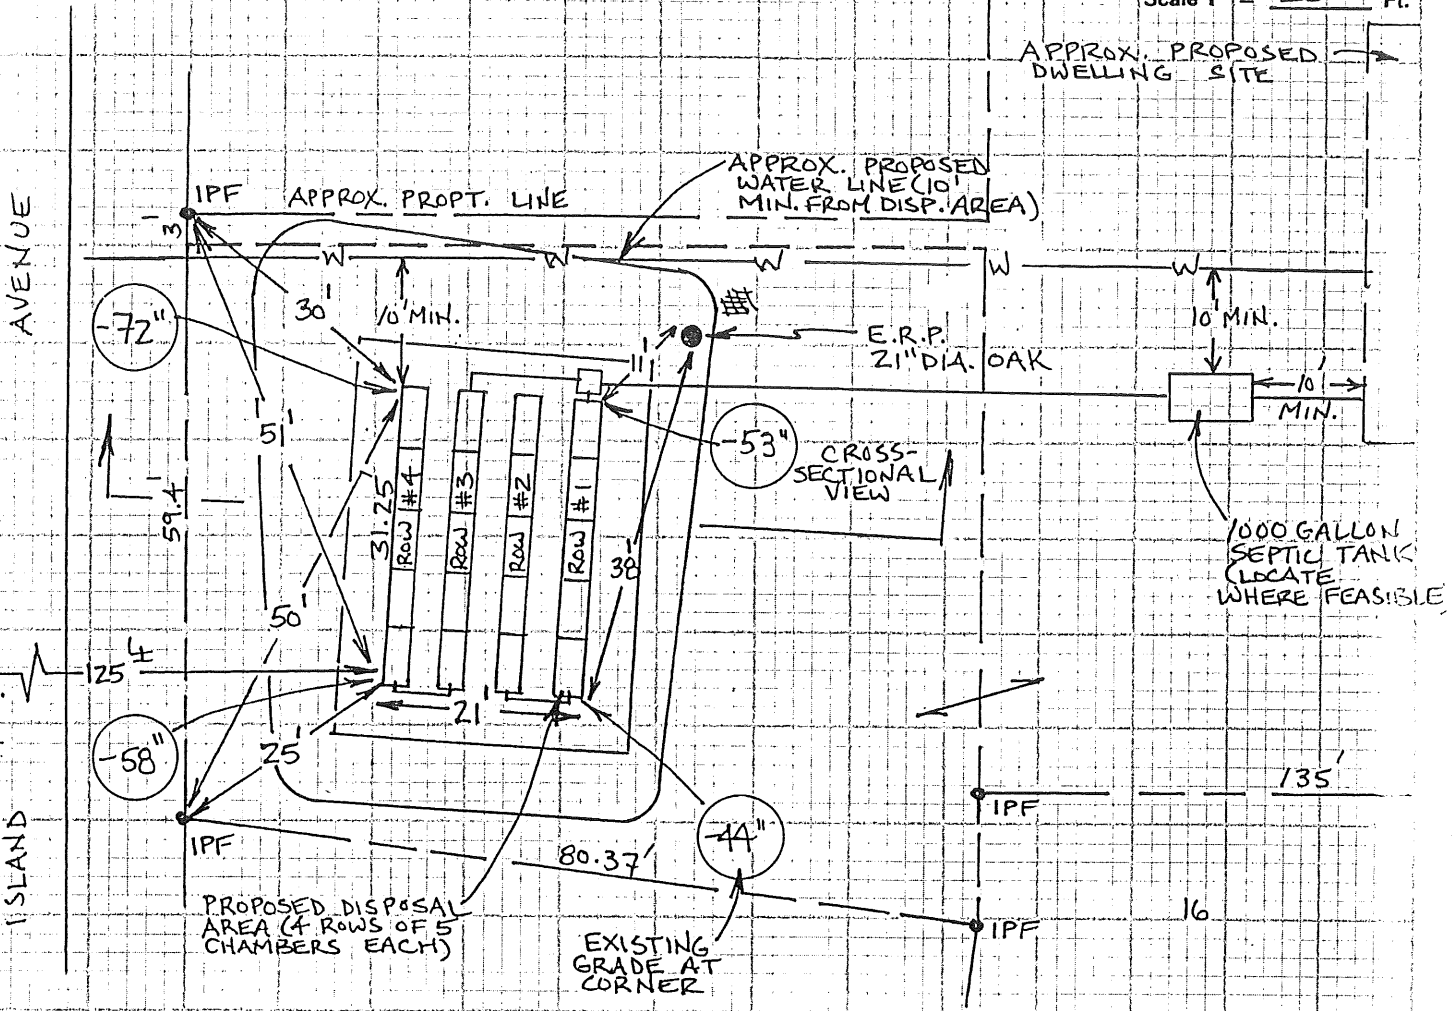 Scale 1" = Ft.
APPROX. PROPOSED
DWELLING SITE
AVENUE
IPF
APPROX. PROPT. LINE
APPROX. PROPOSED
WATER LINE (10'
MIN. FROM DISP. AREA)
3'
W
W
W
W
W
30'
10' MIN.
-72"
11'
E.R.P.
21" DIA. OAK
10' MIN.
10'
MIN.
51'
-53"
CROSS-
SECTIONAL
VIEW
59.4'
31.25
ROW #4
ROW #3
ROW #2
ROW #1
38'
1000 GALLON
SEPTIC TANK
(LOCATE
WHERE FEASIBLE
50'
125' ±
21'
-58"
25'
135'
IPF
IPF
-44"
80.37'
ISLAND
PROPOSED DISPOSAL
AREA (4 ROWS OF 5
CHAMBERS EACH)
EXISTING
GRADE AT
CORNER
IPF
16